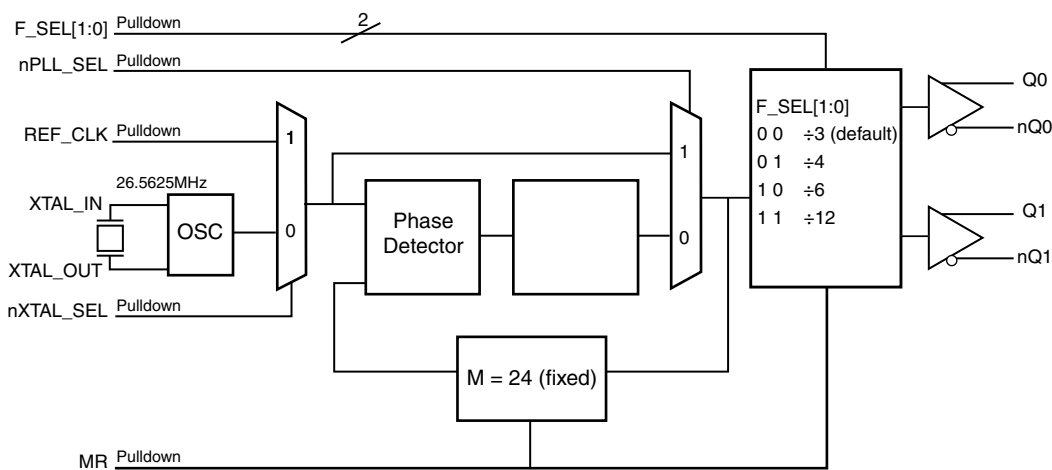 F_SEL[1:0] Pulldown 2
nPLL_SEL Pulldown
REF_CLK Pulldown
26.5625MHz
XTAL_IN
OSC
XTAL_OUT
nXTAL_SEL Pulldown
1
0
Phase
Detector
1
0
M = 24 (fixed)
F_SEL[1:0]
0 0 ÷3 (default)
0 1 ÷4
1 0 ÷6
1 1 ÷12
Q0
nQ0
Q1
nQ1
MR Pulldown